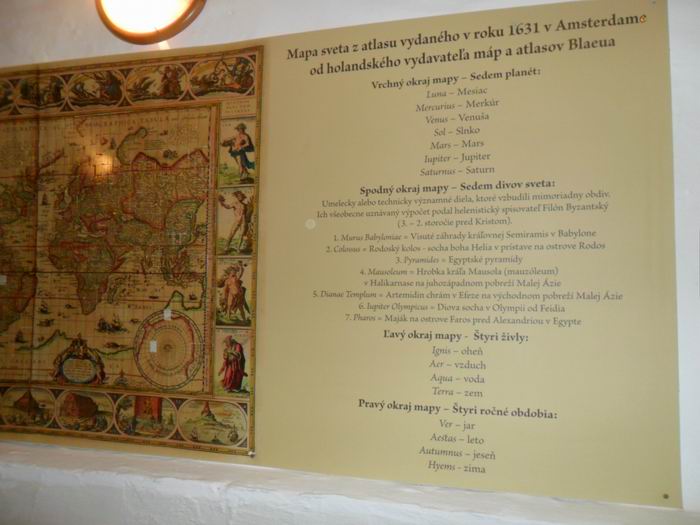 Mapa sveta z atlasu vydaného v roku 1631 v Amsterdame
od holandského vydavateľa máp a atlasov Blaeua
Vrchný okraj mapy – Sedem planét:
Luna – Mesiac
Mercurius – Merkúr
Venus – Venuša
Sol – Slnko
Mars – Mars
Iupiter – Jupiter
Saturnus – Saturn
Spodný okraj mapy – Sedem divov sveta:
Umelecky alebo technicky významné diela, ktoré vzbudili mimoriadny obdiv.
Ich všeobecne uznávaný výpočet podal helenistický spisovateľ Filón Byzantský
(3. – 2. storočie pred Kristom).
1. Murus Babyloniae = Visuté záhrady kráľovnej Semiramis v Babylone
2. Colossus = Rodoský kolos - socha boha Helia v prístave na ostrove Rodos
3. Pyramides = Egyptské pyramídy
4. Mausoleum = Hrobka kráľa Mausola (mauzóleum)
v Halikarnase na juhozápadnom pobreží Malej Ázie
5. Dianae Templum = Artemidin chrám v Efeze na východnom pobreží Malej Ázie
6. Iupiter Olympicus = Diova socha v Olympii od Feidia
7. Pharos = Maják na ostrove Faros pred Alexandriou v Egypte
Ľavý okraj mapy - Štyri živly:
Ignis – oheň
Aer – vzduch
Aqua – voda
Terra – zem
Pravý okraj mapy – Štyri ročné obdobia:
Ver – jar
Aestas – leto
Autumnus – jeseň
Hyems - zima